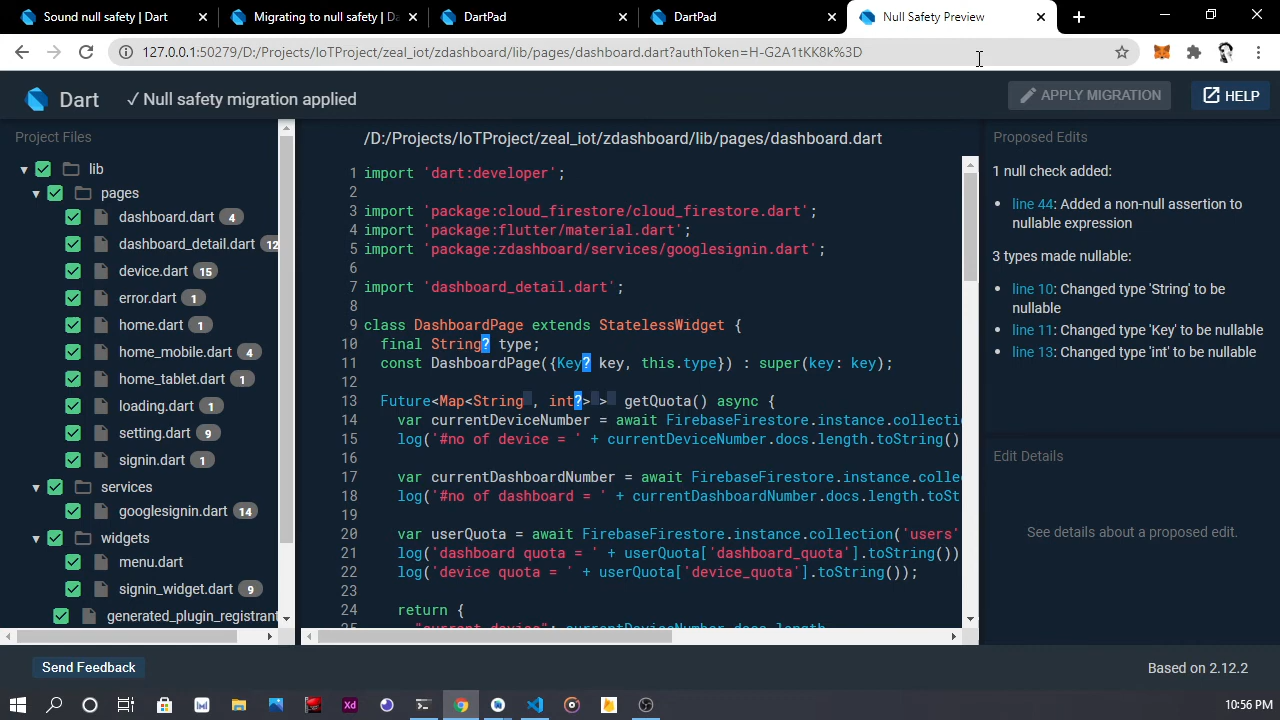 Sound null safety | Dart
Migrating to null safety | Da
DartPad
DartPad
Null Safety Preview
127.0.0.1:50279/D:/Projects/IoTProject/zeal_iot/zdashboard/lib/pages/dashboard.dart?authToken=H-G2A1tKK8k%3D
Dart
✓ Null safety migration applied
APPLY MIGRATION
HELP
Project Files
lib
pages
dashboard.dart 4
dashboard_detail.dart 12
device.dart 15
error.dart 1
home.dart 1
home_mobile.dart 4
home_tablet.dart 1
loading.dart 1
setting.dart 9
signin.dart 1
services
googlesignin.dart 14
widgets
menu.dart
signin_widget.dart 9
generated_plugin_registrant
Send Feedback
/D:/Projects/IoTProject/zeal_iot/zdashboard/lib/pages/dashboard.dart
1 import 'dart:developer';
2
3 import 'package:cloud_firestore/cloud_firestore.dart';
4 import 'package:flutter/material.dart';
5 import 'package:zdashboard/services/googlesignin.dart';
6
7 import 'dashboard_detail.dart';
8
9 class DashboardPage extends StatelessWidget {
10 final String? type;
11 const DashboardPage({Key? key, this.type}) : super(key: key);
12
13 Future<Map<String , int?> > getQuota() async {
14 var currentDeviceNumber = await FirebaseFirestore.instance.collecti
15 log('#no of device = ' + currentDeviceNumber.docs.length.toString()
16
17 var currentDashboardNumber = await FirebaseFirestore.instance.colle
18 log('#no of dashboard = ' + currentDashboardNumber.docs.length.toSt
19
20 var userQuota = await FirebaseFirestore.instance.collection('users'
21 log('dashboard quota = ' + userQuota['dashboard_quota'].toString())
22 log('device quota = ' + userQuota['device_quota'].toString());
23
24 return {
25 "current_device": currentDeviceNumber.docs.length
Proposed Edits
1 null check added:
• line 44: Added a non-null assertion to
nullable expression
3 types made nullable:
• line 10: Changed type 'String' to be
nullable
• line 11: Changed type 'Key' to be nullable
• line 13: Changed type 'int' to be nullable
Edit Details
See details about a proposed edit.
Based on 2.12.2
Xd
10:56 PM